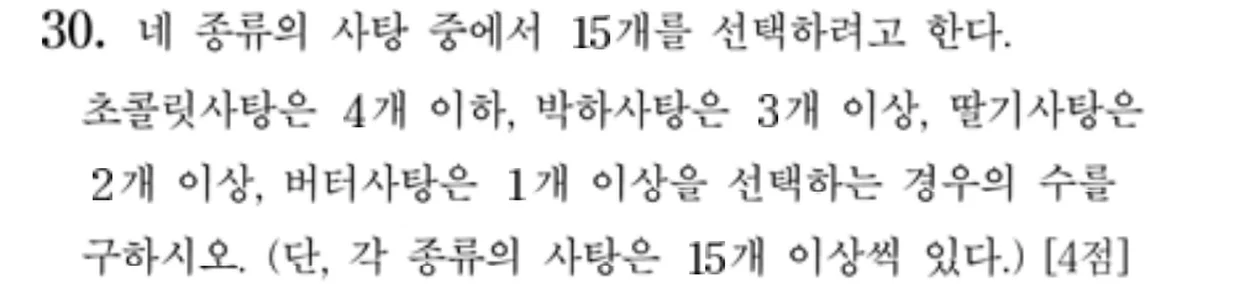 30. 네 종류의 사탕 중에서 15개를 선택하려고 한다.
초콜릿사탕은 4개 이하, 박하사탕은 3개 이상, 딸기사탕은
2개 이상, 버터사탕은 1개 이상을 선택하는 경우의 수를
구하시오. (단, 각 종류의 사탕은 15개 이상씩 있다.) [4점]